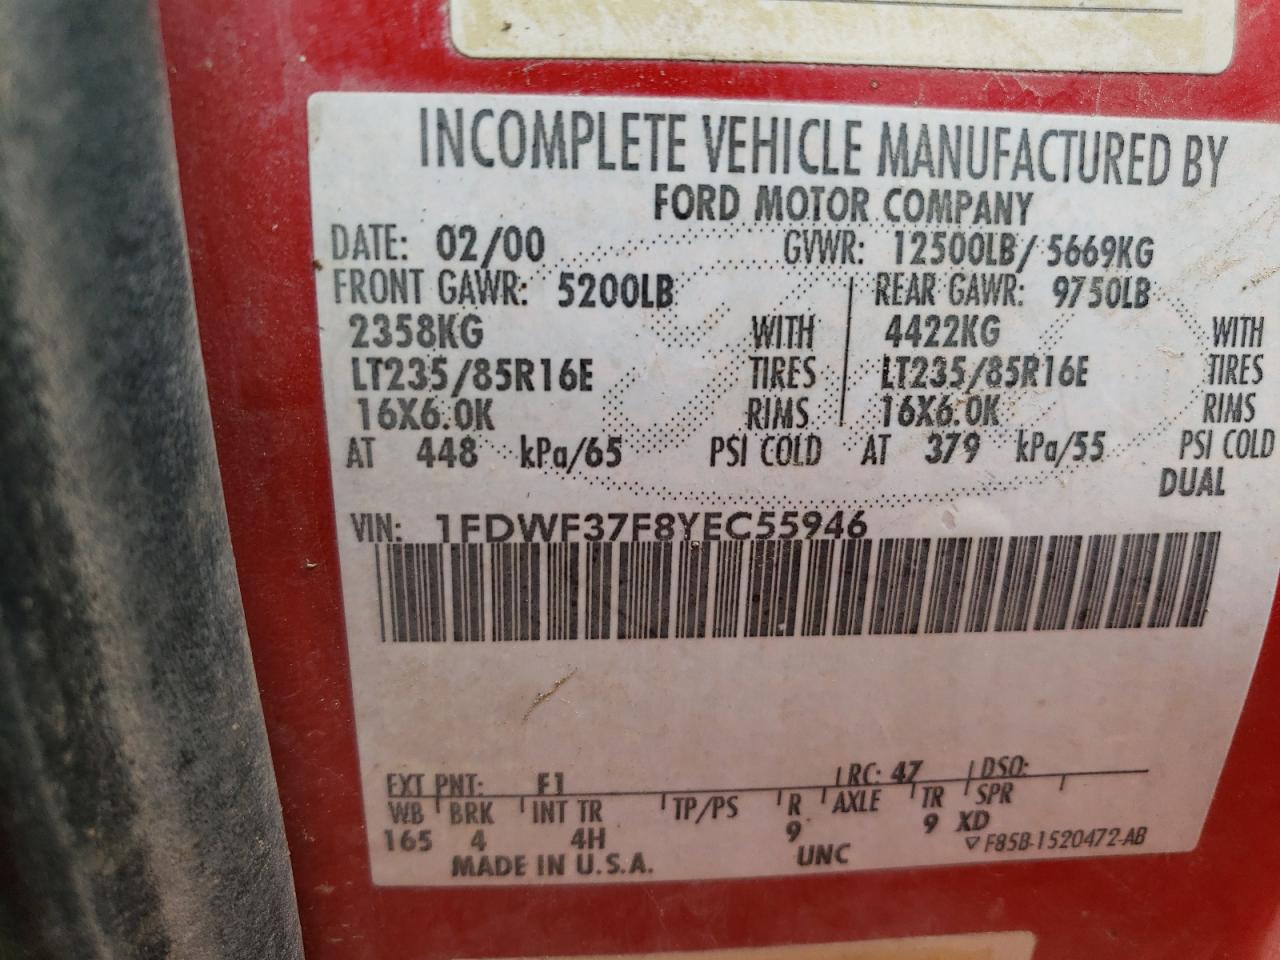 INCOMPLETE VEHICLE MANUFACTURED BY
FORD MOTOR COMPANY
DATE: 02/00 GVWR: 12500LB/ 5669KG
FRONT GAWR: 5200LB REAR GAWR: 9750LB
2358KG WITH 4422KG WITH
LT235/85R16E TIRES LT235/85R16E TIRES
16X6.0K RIMS 16X6.0K RIMS
AT 448 kPa/65 PSI COLD AT 379 kPa/55 PSI COLD
DUAL
VIN: 1FDWF37F8YEC55946
EXT PNT: F1 RC: 47 DSO:
WB BRK INT TR TP/PS R AXLE TR SPR
165 4 4H 9 9 XD
MADE IN U.S.A. UNC ▽ F85B-1520472-AB